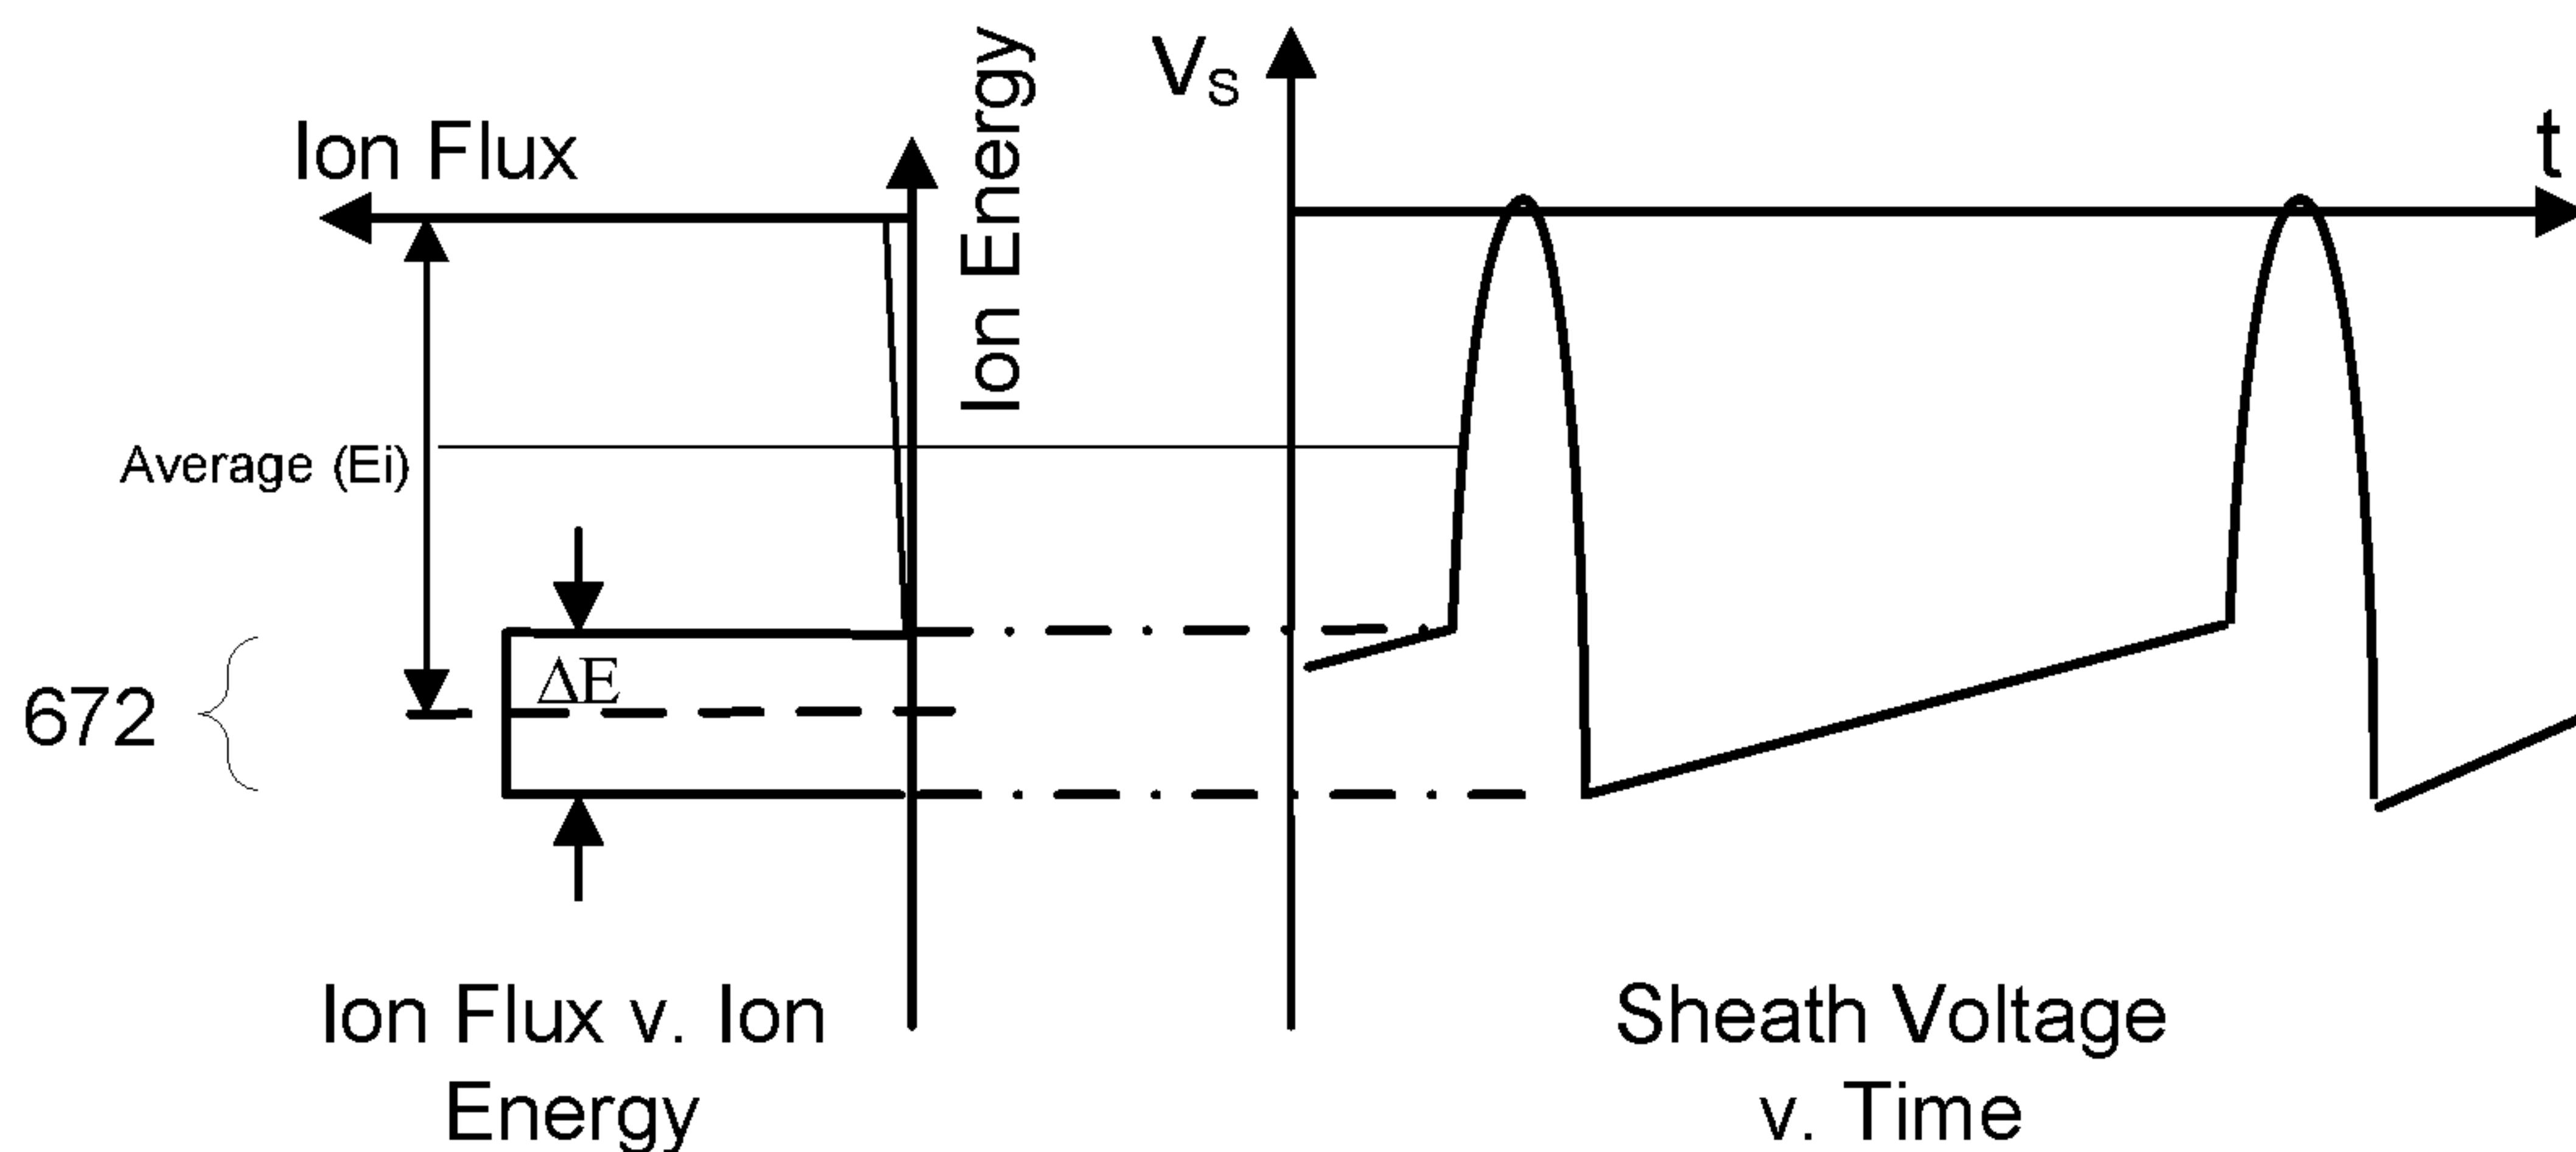 Ion Flux
Ion Energy
VS
t
Average (Ei)
ΔE
672
Ion Flux v. Ion
Energy
Sheath Voltage
v. Time